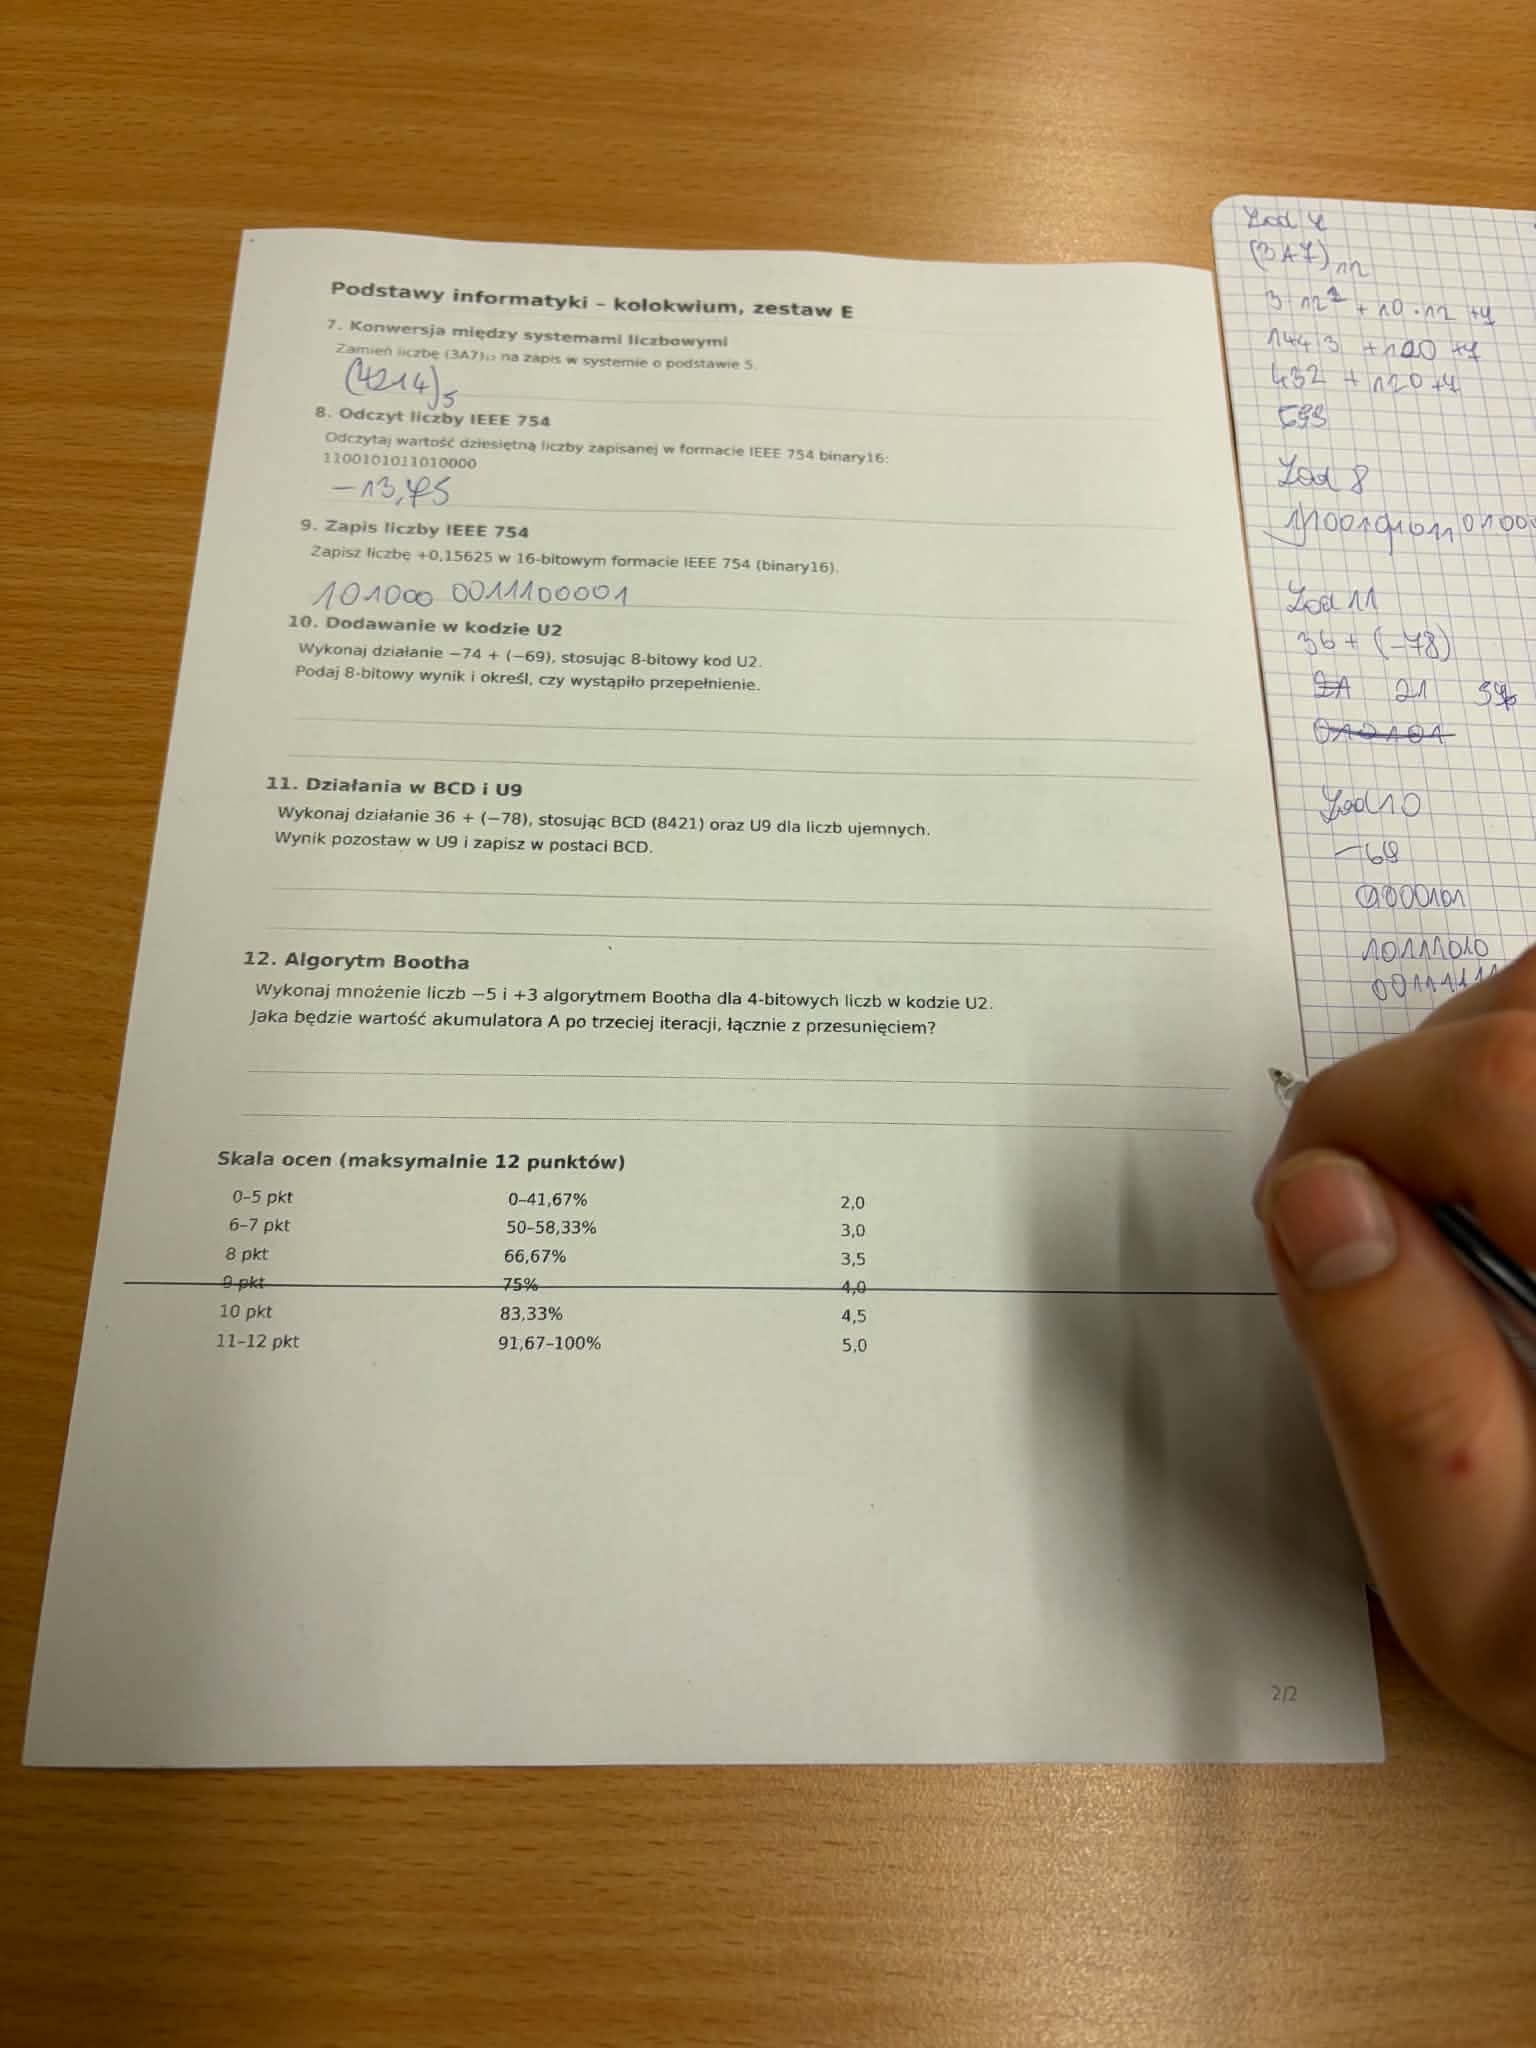 Podstawy informatyki – kolokwium, zestaw E
7. Konwersja między systemami liczbowymi
Zamień liczbę (3A7)₁₂ na zapis w systemie o podstawie 5.
(4214)₅
8. Odczyt liczby IEEE 754
Odczytaj wartość dziesiętną liczby zapisanej w formacie IEEE 754 binary16:
1100101011010000
−13,75
9. Zapis liczby IEEE 754
Zapisz liczbę +0,15625 w 16-bitowym formacie IEEE 754 (binary16).
101000 0011100001
10. Dodawanie w kodzie U2
Wykonaj działanie −74 + (−69), stosując 8-bitowy kod U2.
Podaj 8-bitowy wynik i określ, czy wystąpiło przepełnienie.
11. Działania w BCD i U9
Wykonaj działanie 36 + (−78), stosując BCD (8421) oraz U9 dla liczb ujemnych.
Wynik pozostaw w U9 i zapisz w postaci BCD.
12. Algorytm Bootha
Wykonaj mnożenie liczb −5 i +3 algorytmem Bootha dla 4-bitowych liczb w kodzie U2.
Jaka będzie wartość akumulatora A po trzeciej iteracji, łącznie z przesunięciem?
Skala ocen (maksymalnie 12 punktów)
0–5 pkt 0–41,67% 2,0
6–7 pkt 50–58,33% 3,0
8 pkt 66,67% 3,5
9 pkt 75% 4,0
10 pkt 83,33% 4,5
11–12 pkt 91,67–100% 5,0
2/2
Zad 7
(3A7)₁₂
3 12² + 10·12 +7
144 3 +120 +7
432 + 120 +7
Zad 8
Zad 11
36 + (−78)
21
Zad 10
−69
10111010